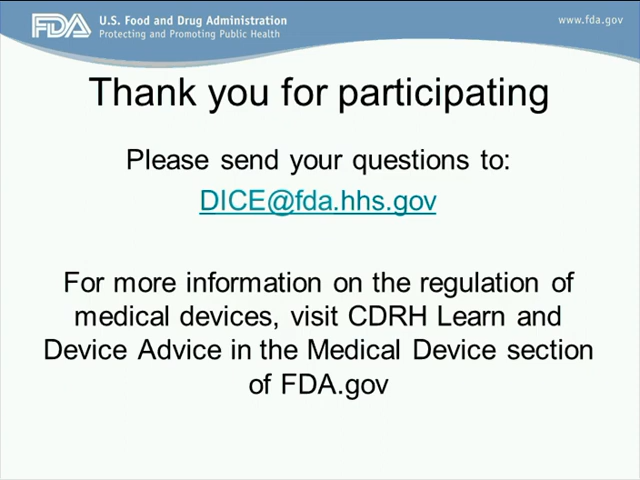 FDA U.S. Food and Drug Administration
Protecting and Promoting Public Health
www.fda.gov
Thank you for participating
Please send your questions to:
DICE@fda.hhs.gov
For more information on the regulation of
medical devices, visit CDRH Learn and
Device Advice in the Medical Device section
of FDA.gov